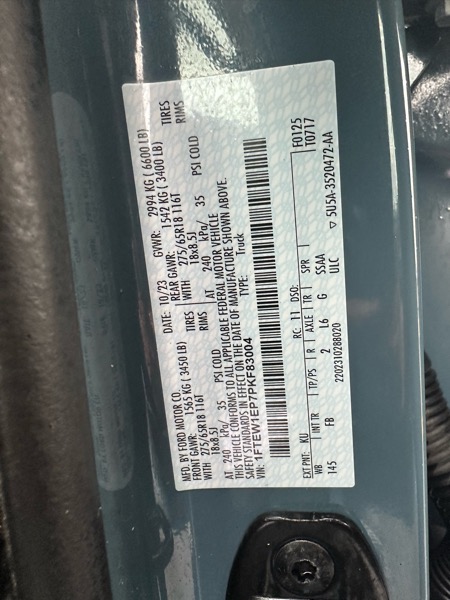 MFD. BY FORD MOTOR CO.
DATE: 10/23 GVWR: 2994 KG ( 6600 LB)
FRONT GAWR: 1565 KG ( 3450 LB) REAR GAWR: 1542 KG ( 3400 LB)
WITH 275/65R18 116T TIRES
18x8.5J RIMS
AT 240 kPa/ 35 PSI COLD
WITH 275/65R18 116T TIRES
18x8.5J RIMS
AT 240 kPa/ 35 PSI COLD
THIS VEHICLE CONFORMS TO ALL APPLICABLE FEDERAL MOTOR VEHICLE
SAFETY STANDARDS IN EFFECT ON THE DATE OF MANUFACTURE SHOWN ABOVE.
VIN: 1FTEW1EP7PKF83004 TYPE: Truck
F0125
T0717
EXT PNT: KU RC: 11 DSO:
WB INT TR TP/PS R AXLE TR SPR
145 FB 2 L6 G SSAA
2202310288020 ULC
▽ 5U5A-3520472-AA